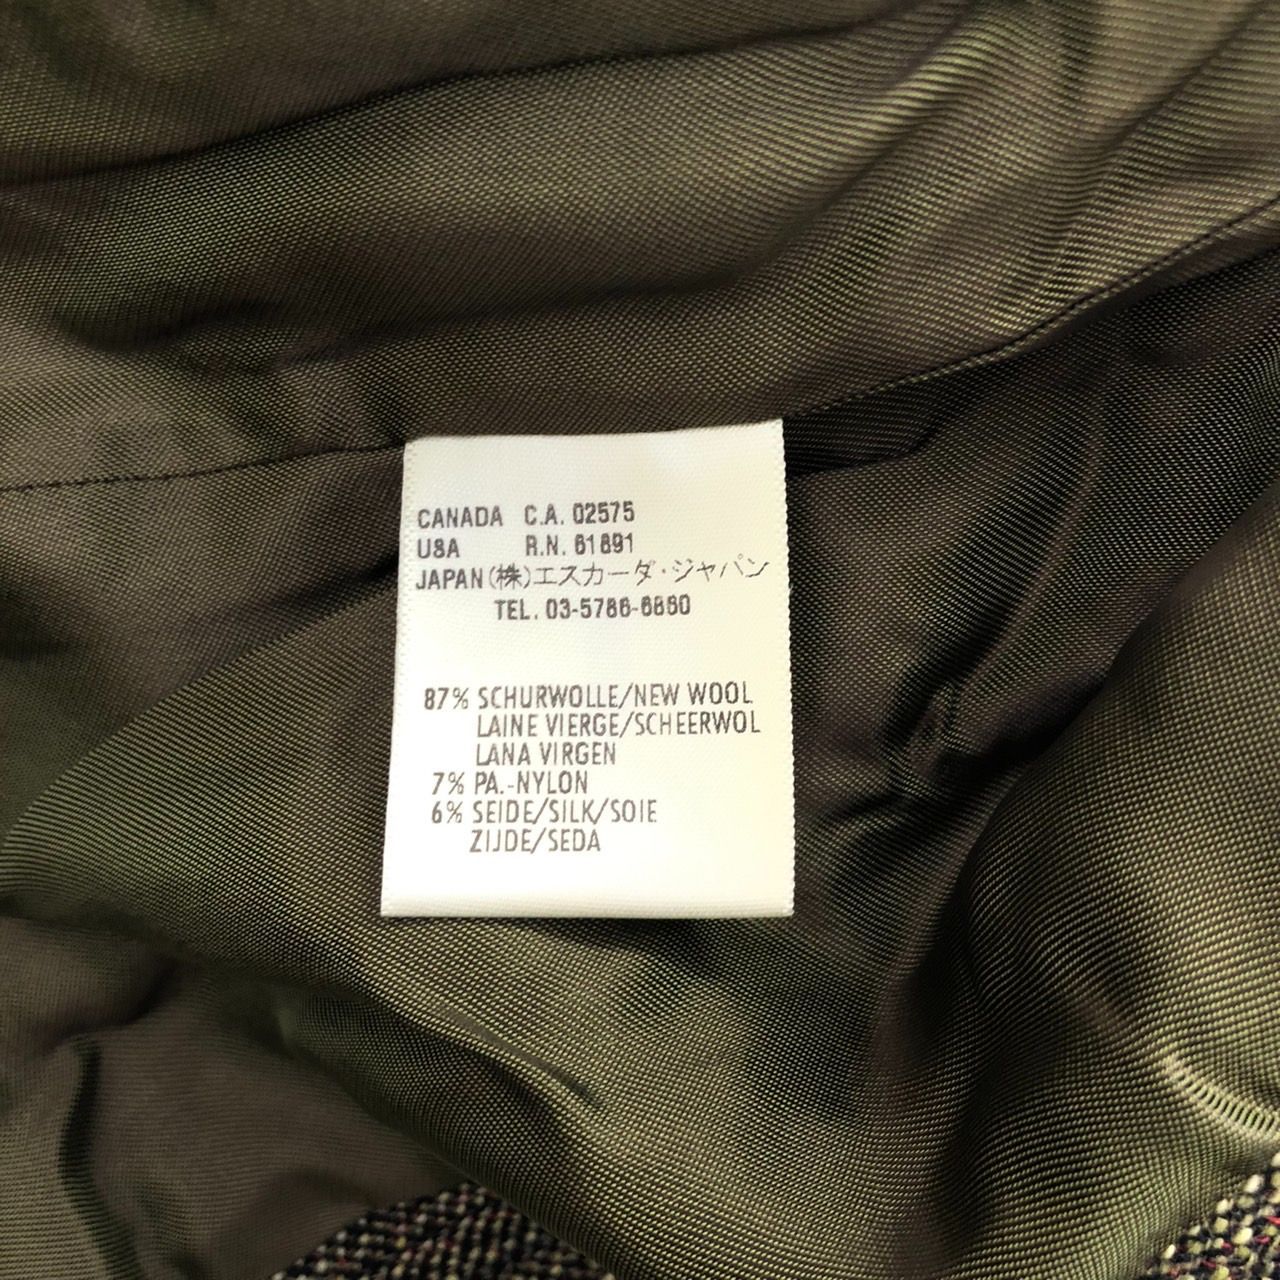 CANADA C.A. 02575
USA R.N. 61891
JAPAN (株)エスカーダ・ジャパン
TEL. 03-5786-6860
87% SCHURWOLLE/NEW WOOL
LAINE VIERGE/SCHEERWOL
LANA VIRGEN
7% PA.-NYLON
6% SEIDE/SILK/SOIE
ZIJDE/SEDA